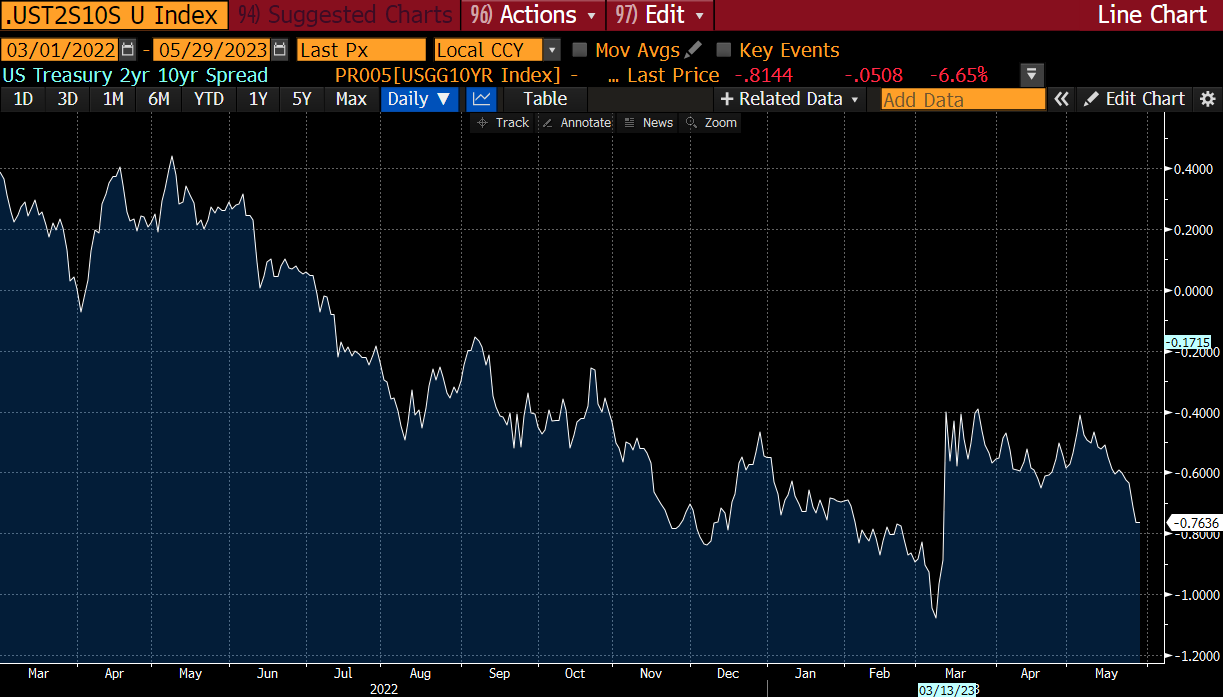 .UST2S10S U Index 94) Suggested Charts 96) Actions 97) Edit Line Chart
03/01/2022 - 05/29/2023 Last Px Local CCY Mov Avgs Key Events
US Treasury 2yr 10yr Spread PR005[USGG10YR Index] - … Last Price -.8144 -.0508 -6.65%
1D 3D 1M 6M YTD 1Y 5Y Max Daily ▼ Table + Related Data Add Data « Edit Chart
Track Annotate News Zoom
0.4000
0.2000
0.0000
-0.1715
-0.2000
-0.4000
-0.6000
-0.7636
-0.8000
-1.0000
-1.2000
Mar Apr May Jun Jul Aug Sep Oct Nov Dec Jan Feb Mar Apr May
2022 03/13/23